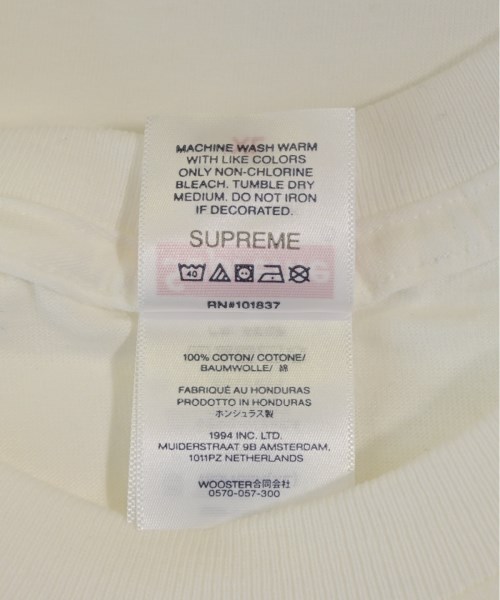 MACHINE WASH WARM
WITH LIKE COLORS
ONLY NON-CHLORINE
BLEACH. TUMBLE DRY
MEDIUM. DO NOT IRON
IF DECORATED.
SUPREME
40
RN#101837
100% COTON/ COTONE/
BAUMWOLLE/ 綿
FABRIQUÉ AU HONDURAS
PRODOTTO IN HONDURAS
ホンジュラス製
1994 INC. LTD.
MUIDERSTRAAT 9B AMSTERDAM,
1011PZ NETHERLANDS
WOOSTER合同会社
0570-057-300